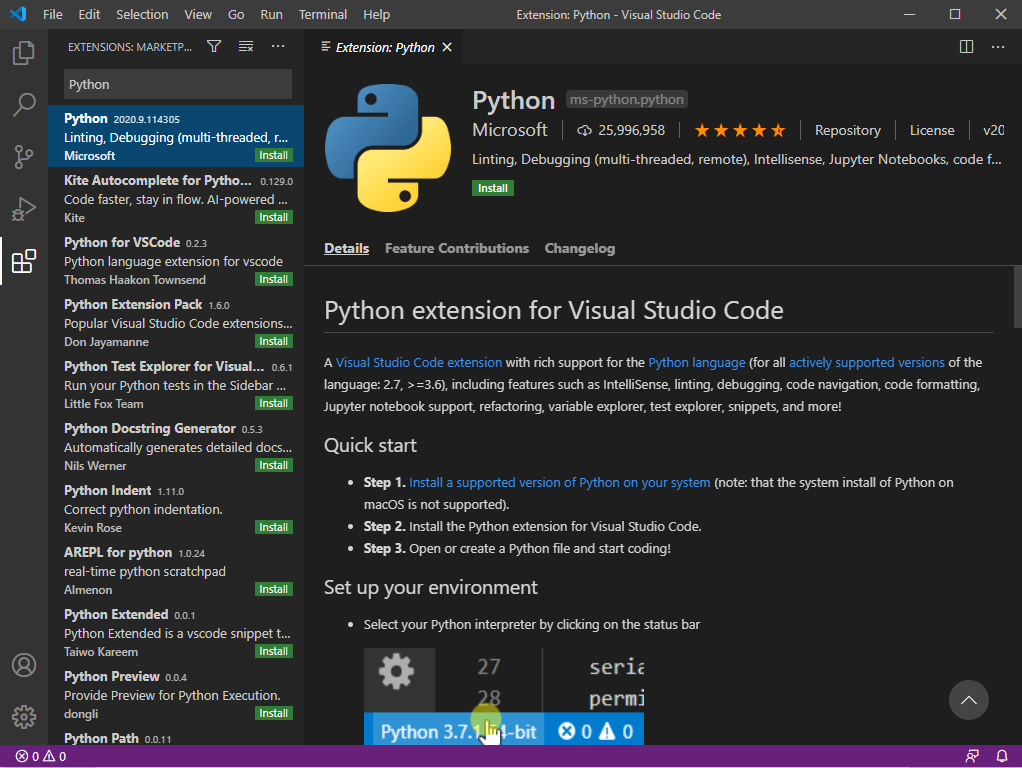 File Edit Selection View Go Run Terminal Help Extension: Python - Visual Studio Code
EXTENSIONS: MARKETP...
Python
Python 2020.9.114305
Linting, Debugging (multi-threaded, r...
Microsoft Install
Kite Autocomplete for Pytho... 0.129.0
Code faster, stay in flow. AI-powered ...
Kite Install
Python for VSCode 0.2.3
Python language extension for vscode
Thomas Haakon Townsend Install
Python Extension Pack 1.6.0
Popular Visual Studio Code extensions...
Don Jayamanne Install
Python Test Explorer for Visual... 0.6.1
Run your Python tests in the Sidebar ...
Little Fox Team Install
Python Docstring Generator 0.5.3
Automatically generates detailed docs...
Nils Werner Install
Python Indent 1.11.0
Correct python indentation.
Kevin Rose Install
AREPL for python 1.0.24
real-time python scratchpad
Almenon Install
Python Extended 0.0.1
Python Extended is a vscode snippet t...
Taiwo Kareem Install
Python Preview 0.0.4
Provide Preview for Python Execution.
dongli Install
Python Path 0.0.11
Extension: Python
Python ms-python.python
Microsoft 25,996,958 Repository License v20
Linting, Debugging (multi-threaded, remote), Intellisense, Jupyter Notebooks, code f...
Install
Details Feature Contributions Changelog
Python extension for Visual Studio Code
A Visual Studio Code extension with rich support for the Python language (for all actively supported versions of the
language: 2.7, >=3.6), including features such as IntelliSense, linting, debugging, code navigation, code formatting,
Jupyter notebook support, refactoring, variable explorer, test explorer, snippets, and more!
Quick start
• Step 1. Install a supported version of Python on your system (note: that the system install of Python on
macOS is not supported).
• Step 2. Install the Python extension for Visual Studio Code.
• Step 3. Open or create a Python file and start coding!
Set up your environment
• Select your Python interpreter by clicking on the status bar
27 seria
28 permi
Python 3.7.1 -bit 0 0
0 0